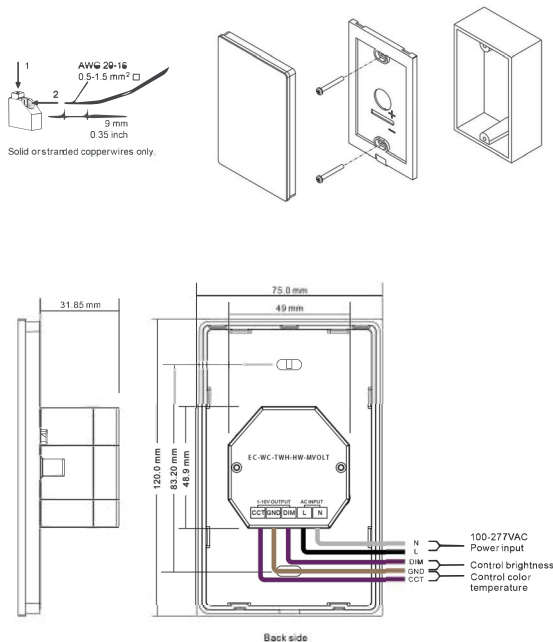 1
2
AWG 20-16
0.5-1.5 mm²
9 mm
0.35 inch
Solid or stranded copperwires only.
+
−
31.85 mm
75.0 mm
49 mm
120.0 mm
83.20 mm
48.9 mm
EC-WC-TWH-HW-MVOLT
1-10V OUTPUT AC INPUT
CCT GND DIM L N
N
L
DIM
GND
CCT
100-277VAC
Power input
Control brightness
Control color
temperature
Back side